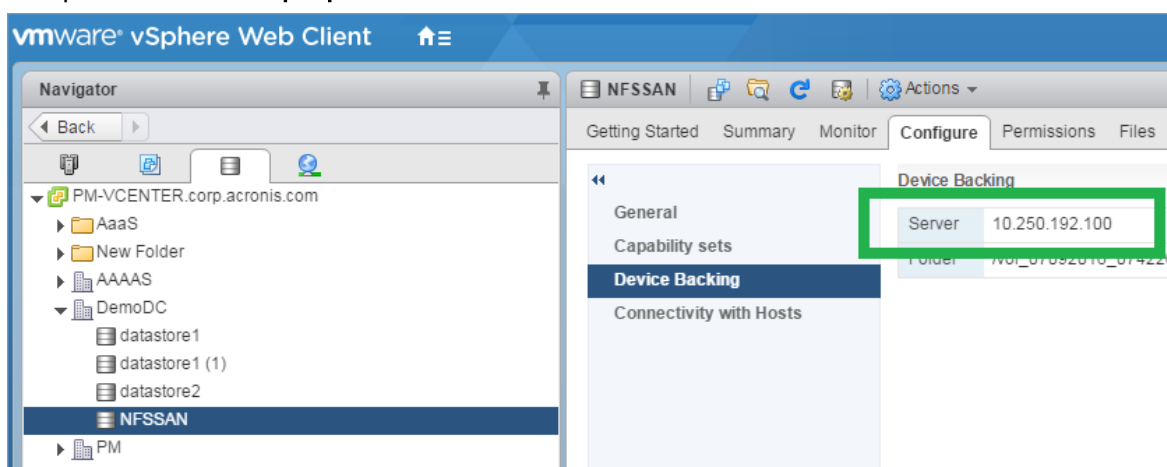 vmware® vSphere Web Client
Navigator
Back
PM-VCENTER.corp.acronis.com
AaaS
New Folder
AAAAS
DemoDC
datastore1
datastore1 (1)
datastore2
NFSSAN
PM
NFSSAN Actions
Getting Started Summary Monitor Configure Permissions Files
General
Capability sets
Device Backing
Connectivity with Hosts
Device Backing
Server 10.250.192.100
Folder